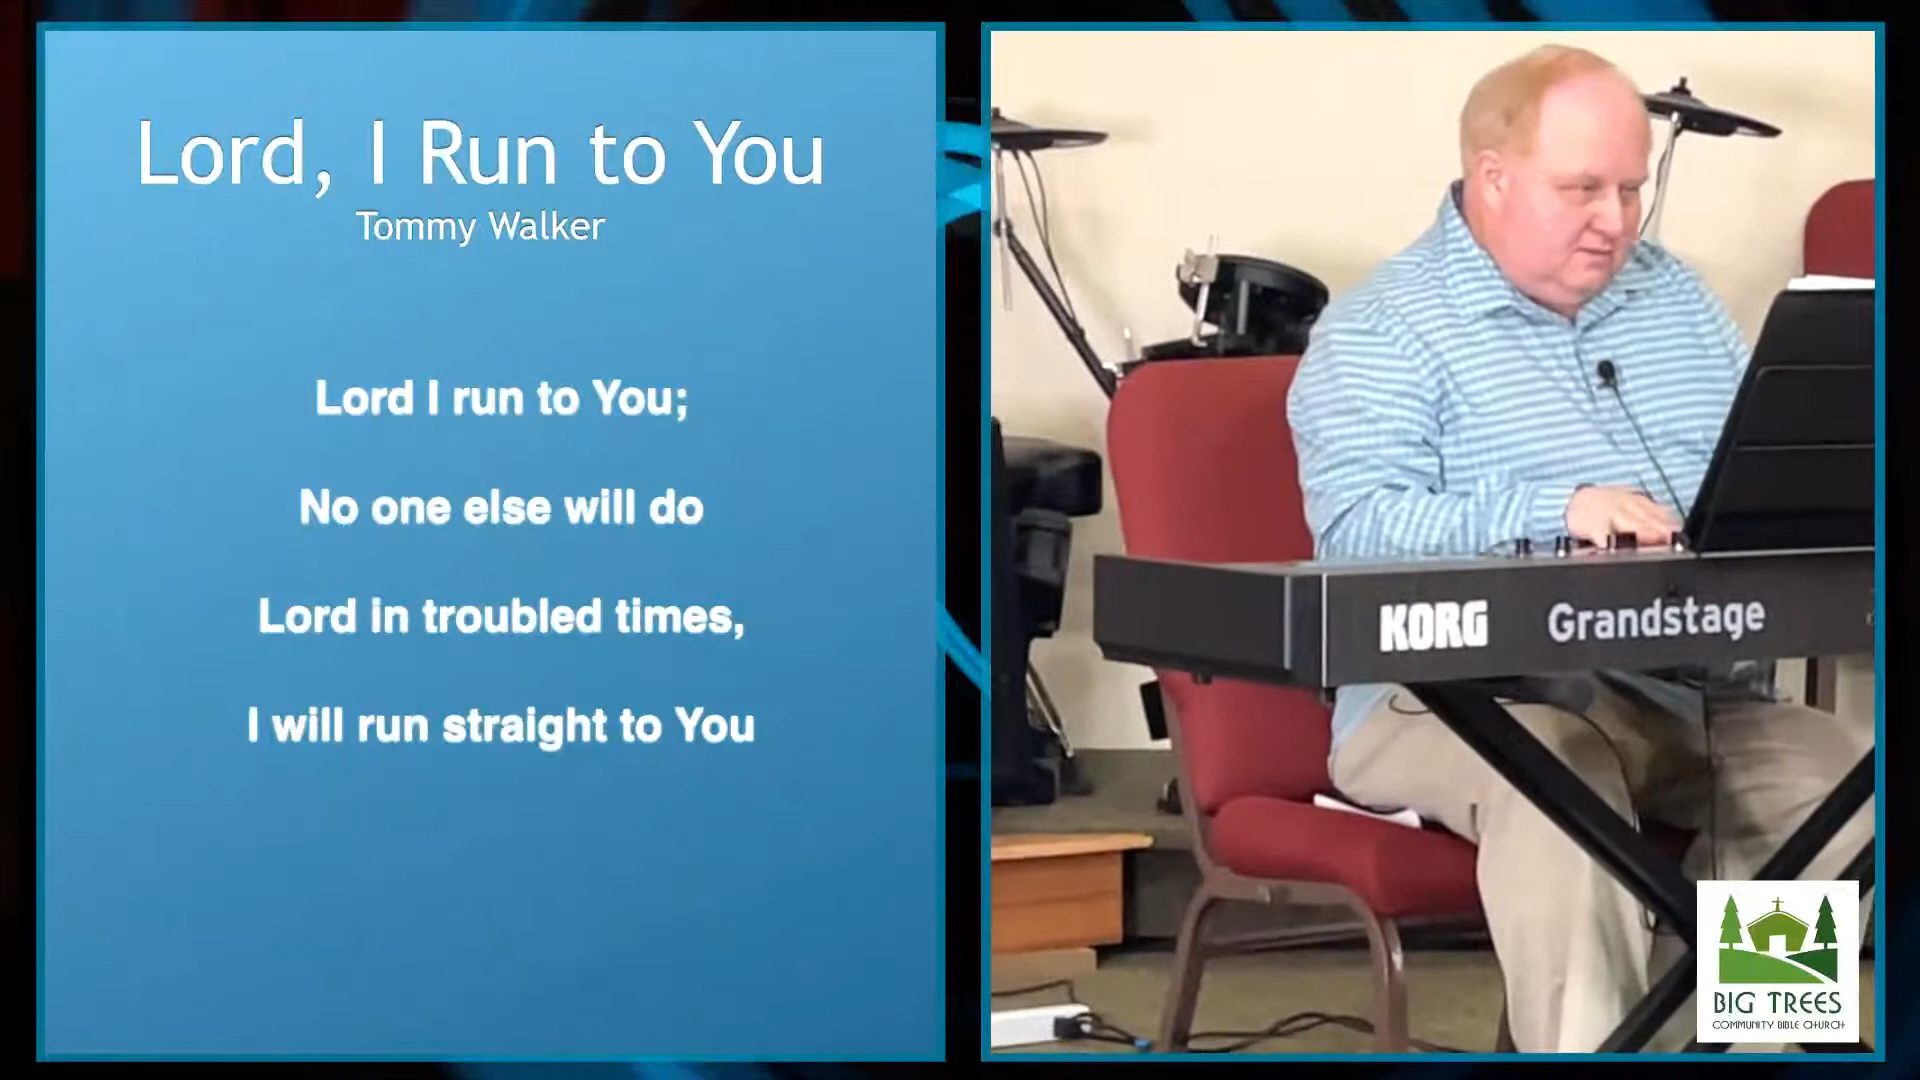 Lord, I Run to You
Tommy Walker
Lord I run to You;
No one else will do
Lord in troubled times,
I will run straight to You
KORG Grandstage
BIG TREES
COMMUNITY BIBLE CHURCH